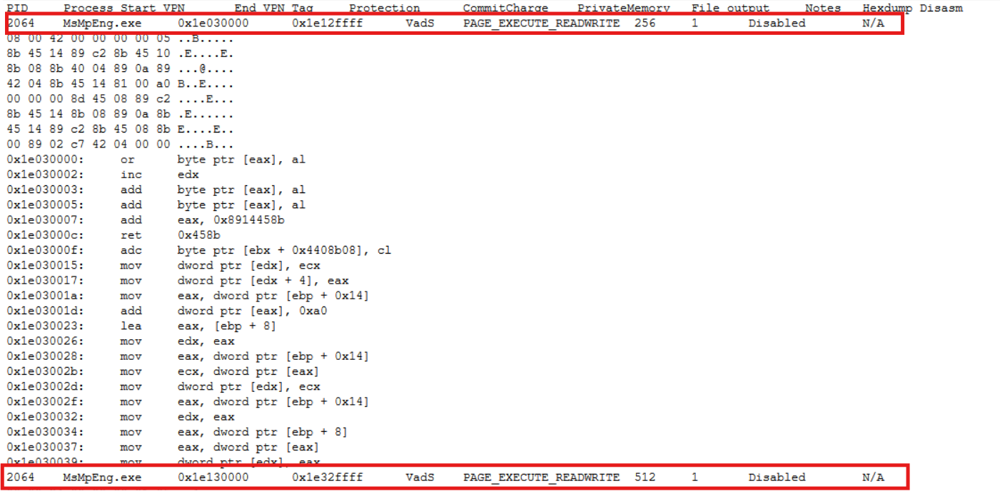 PID Process Start VPN End VPN Tag Protection CommitCharge PrivateMemory File output Notes Hexdump Disasm
2064 MsMpEng.exe 0x1e030000 0x1e12ffff VadS PAGE_EXECUTE_READWRITE 256 1 Disabled N/A
08 00 42 00 00 00 00 05 ..B.....
8b 45 14 89 c2 8b 45 10 .E....E.
8b 08 8b 40 04 89 0a 89 ...@....
42 04 8b 45 14 81 00 a0 B..E....
00 00 00 8d 45 08 89 c2 ....E...
8b 45 14 8b 08 89 0a 8b .E......
45 14 89 c2 8b 45 08 8b E....E..
00 89 02 c7 42 04 00 00 ....B...
0x1e030000: or byte ptr [eax], al
0x1e030002: inc edx
0x1e030003: add byte ptr [eax], al
0x1e030005: add byte ptr [eax], al
0x1e030007: add eax, 0x8914458b
0x1e03000c: ret 0x458b
0x1e03000f: adc byte ptr [ebx + 0x4408b08], cl
0x1e030015: mov dword ptr [edx], ecx
0x1e030017: mov dword ptr [edx + 4], eax
0x1e03001a: mov eax, dword ptr [ebp + 0x14]
0x1e03001d: add dword ptr [eax], 0xa0
0x1e030023: lea eax, [ebp + 8]
0x1e030026: mov edx, eax
0x1e030028: mov eax, dword ptr [ebp + 0x14]
0x1e03002b: mov ecx, dword ptr [eax]
0x1e03002d: mov dword ptr [edx], ecx
0x1e03002f: mov eax, dword ptr [ebp + 0x14]
0x1e030032: mov edx, eax
0x1e030034: mov eax, dword ptr [ebp + 8]
0x1e030037: mov eax, dword ptr [eax]
0x1e030039: mov dword ptr [edx], eax
2064 MsMpEng.exe 0x1e130000 0x1e32ffff VadS PAGE_EXECUTE_READWRITE 512 1 Disabled N/A